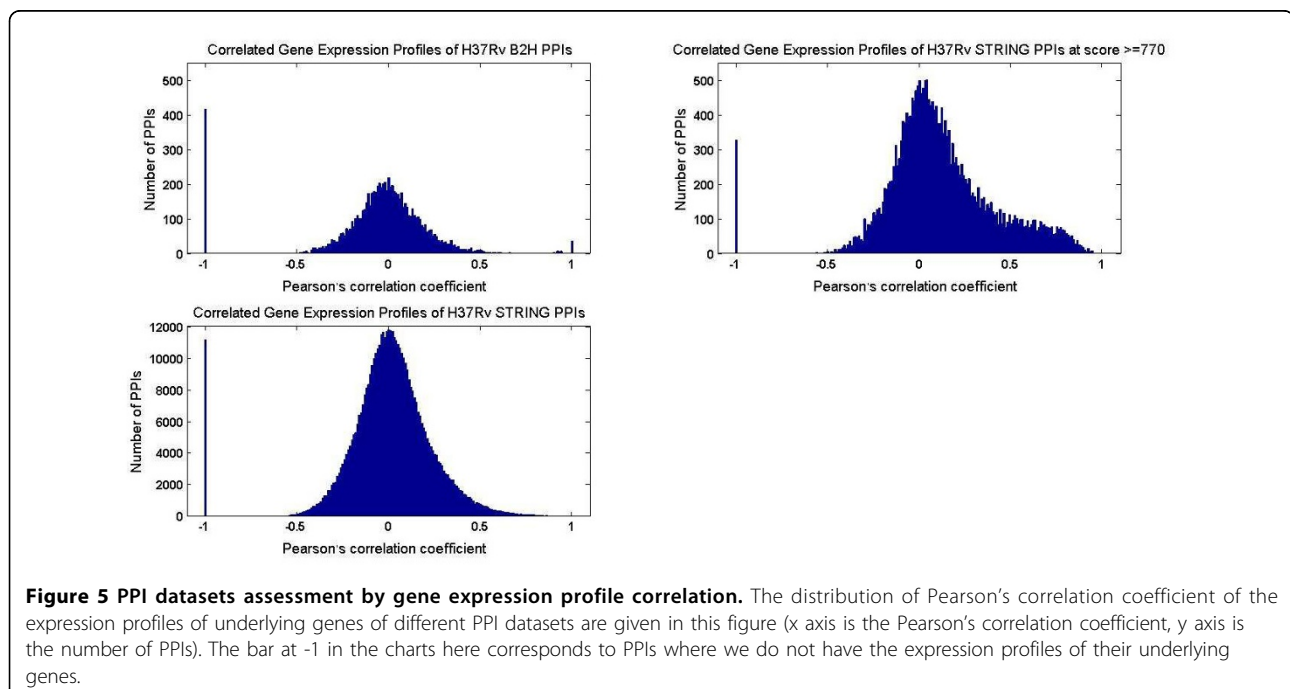 Correlated Gene Expression Profiles of H37Rv B2H PPIs
500
400
300
200
100
0
Number of PPIs
-1
-0.5
0
0.5
1
Pearson's correlation coefficient
Correlated Gene Expression Profiles of H37Rv STRING PPIs at score >=770
500
400
300
200
100
0
Number of PPIs
-1
-0.5
0
0.5
1
Pearson's correlation coefficient
Correlated Gene Expression Profiles of H37Rv STRING PPIs
12000
10000
8000
6000
4000
2000
0
Number of PPIs
-1
-0.5
0
0.5
1
Pearson's correlation coefficient
Figure 5 PPI datasets assessment by gene expression profile correlation. The distribution of Pearson's correlation coefficient of the
expression profiles of underlying genes of different PPI datasets are given in this figure (x axis is the Pearson's correlation coefficient, y axis is
the number of PPIs). The bar at -1 in the charts here corresponds to PPIs where we do not have the expression profiles of their underlying
genes.